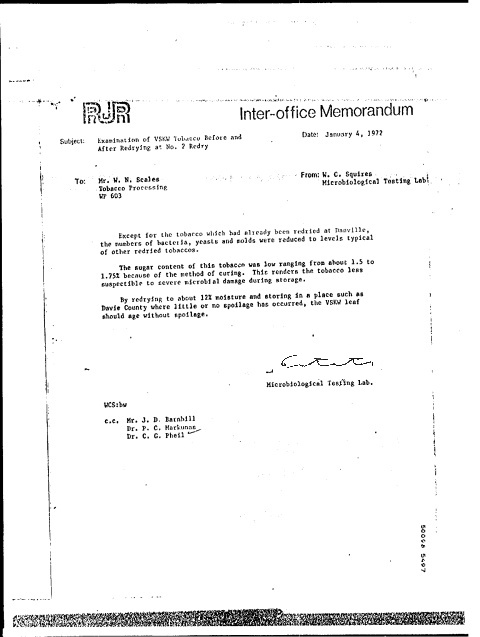 RJR
Inter-office Memorandum
Subject: Examination of VSKW Tobacco Before and
After Redrying at No. 2 Redry
Date: January 4, 1972
To: Mr. W. N. Scales
Tobacco Processing
WF 603
From: W. C. Squires
Microbiological Testing Lab.
Except for the tobacco which had already been redried at Danville,
the numbers of bacteria, yeasts and molds were reduced to levels typical
of other redried tobaccos.
The sugar content of this tobacco was low ranging from about 1.5 to
1.75% because of the method of curing. This renders the tobacco less
suspectible to severe microbial damage during storage.
By redrying to about 12% moisture and storing in a place such as
Davie County where little or no spoilage has occurred, the VSKW leaf
should age without spoilage.
Microbiological Testing Lab.
WCS:bw
c.c. Mr. J. D. Barnhill
Dr. P. C. Markunas
Dr. C. G. Pheil